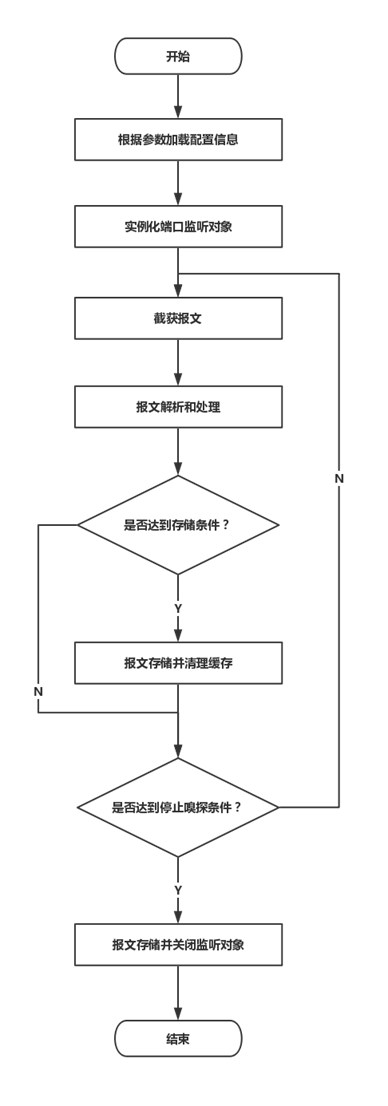 开始
根据参数加载配置信息
实例化端口监听对象
截获报文
报文解析和处理
N
是否达到存储条件？
Y
报文存储并清理缓存
N
是否达到停止嗅探条件？
Y
报文存储并关闭监听对象
结束